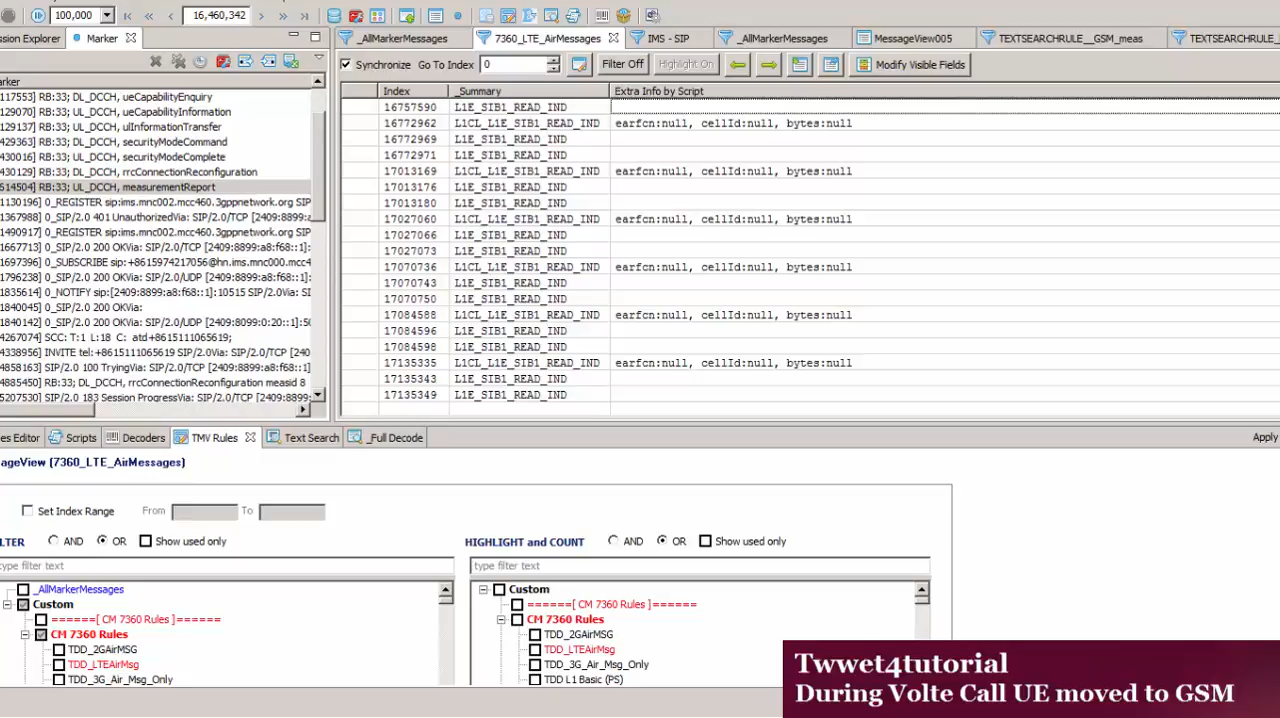 100,000
16,460,342
ssion Explorer
Marker
_AllMarkerMessages
7360_LTE_AirMessages
IMS - SIP
_AllMarkerMessages
MessageView005
TEXTSEARCHRULE__GSM_meas
TEXTSEARCHRULE_
Synchronize Go To Index 0 Filter Off Highlight On Modify Visible Fields
arker
117553] RB:33; DL_DCCH, ueCapabilityEnquiry
129070] RB:33; UL_DCCH, ueCapabilityInformation
129137] RB:33; UL_DCCH, ulInformationTransfer
429363] RB:33; DL_DCCH, securityModeCommand
430016] RB:33; UL_DCCH, securityModeComplete
430129] RB:33; DL_DCCH, rrcConnectionReconfiguration
514504] RB:33; UL_DCCH, measurementReport
1130196] 0_REGISTER sip:ims.mnc002.mcc460.3gppnetwork.org SIP
1367988] 0_SIP/2.0 401 UnauthorizedVia: SIP/2.0/TCP [2409:8899:
1490917] 0_REGISTER sip:ims.mnc002.mcc460.3gppnetwork.org SIP
1667713] 0_SIP/2.0 200 OKVia: SIP/2.0/TCP [2409:8899:a8:f68::1]:
1697396] 0_SUBSCRIBE sip:+8615974217056@hn.ims.mnc000.mcc4
1796238] 0_SIP/2.0 200 OKVia: SIP/2.0/UDP [2409:8899:a8:f68::1]:
1835614] 0_NOTIFY sip:[2409:8899:a8:f68::1]:10515 SIP/2.0Via: SI
1840045] 0_SIP/2.0 200 OKVia:
1840142] 0_SIP/2.0 200 OKVia: SIP/2.0/UDP [2409:8899:0:20::1]:50
4267074] SCC: T:1 L:18 C: atd+8615111065619;
4338956] INVITE tel:+8615111065619 SIP/2.0Via: SIP/2.0/UDP [2409
4858163] SIP/2.0 100 TryingVia: SIP/2.0/TCP [2409:8899:a8:f68::1
4885450] RB:33; DL_DCCH, rrcConnectionReconfiguration measid 8
5207530] SIP/2.0 183 Session ProgressVia: SIP/2.0/TCP [2409:8899:
Index _Summary Extra Info by Script
16757590 L1E_SIB1_READ_IND
16772962 L1CL_L1E_SIB1_READ_IND earfcn:null, cellId:null, bytes:null
16772969 L1E_SIB1_READ_IND
16772971 L1E_SIB1_READ_IND
17013169 L1CL_L1E_SIB1_READ_IND earfcn:null, cellId:null, bytes:null
17013176 L1E_SIB1_READ_IND
17013180 L1E_SIB1_READ_IND
17027060 L1CL_L1E_SIB1_READ_IND earfcn:null, cellId:null, bytes:null
17027066 L1E_SIB1_READ_IND
17027073 L1E_SIB1_READ_IND
17070736 L1CL_L1E_SIB1_READ_IND earfcn:null, cellId:null, bytes:null
17070743 L1E_SIB1_READ_IND
17070750 L1E_SIB1_READ_IND
17084588 L1CL_L1E_SIB1_READ_IND earfcn:null, cellId:null, bytes:null
17084596 L1E_SIB1_READ_IND
17084598 L1E_SIB1_READ_IND
17135335 L1CL_L1E_SIB1_READ_IND earfcn:null, cellId:null, bytes:null
17135343 L1E_SIB1_READ_IND
17135349 L1E_SIB1_READ_IND
es Editor Scripts Decoders TMV Rules Text Search _Full Decode Apply
ageView (7360_LTE_AirMessages)
Set Index Range From To
LTER AND OR Show used only
ype filter text
_AllMarkerMessages
Custom
======[ CM 7360 Rules ]======
CM 7360 Rules
TDD_2GAirMSG
TDD_LTEAirMsg
TDD_3G_Air_Msg_Only
HIGHLIGHT and COUNT AND OR Show used only
type filter text
Custom
======[ CM 7360 Rules ]======
CM 7360 Rules
TDD_2GAirMSG
TDD_LTEAirMsg
TDD_3G_Air_Msg_Only
TDD L1 Basic (PS)
Twwet4tutorial
During Volte Call UE moved to GSM